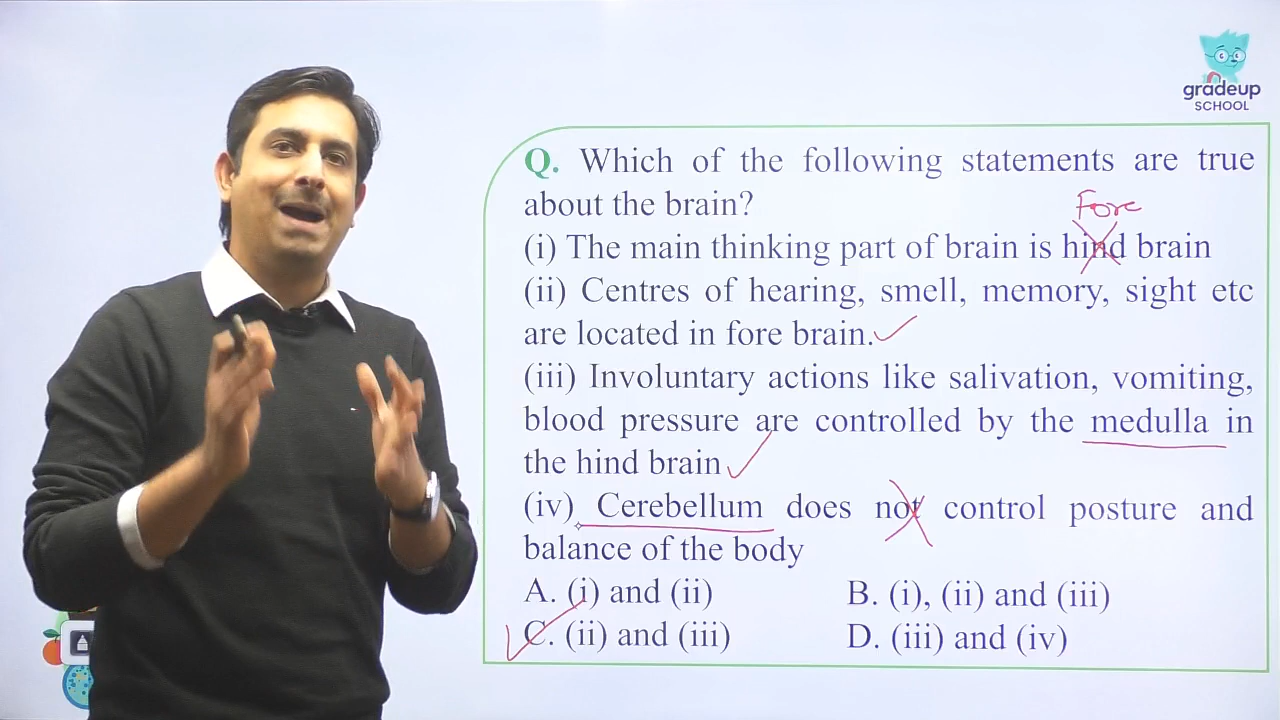 gradeup
SCHOOL
Q. Which of the following statements are true
about the brain?
Fore
(i) The main thinking part of brain is hind brain
(ii) Centres of hearing, smell, memory, sight etc
are located in fore brain.
(iii) Involuntary actions like salivation, vomiting,
blood pressure are controlled by the medulla in
the hind brain
(iv) Cerebellum does not control posture and
balance of the body
A. (i) and (ii) B. (i), (ii) and (iii)
C. (ii) and (iii) D. (iii) and (iv)